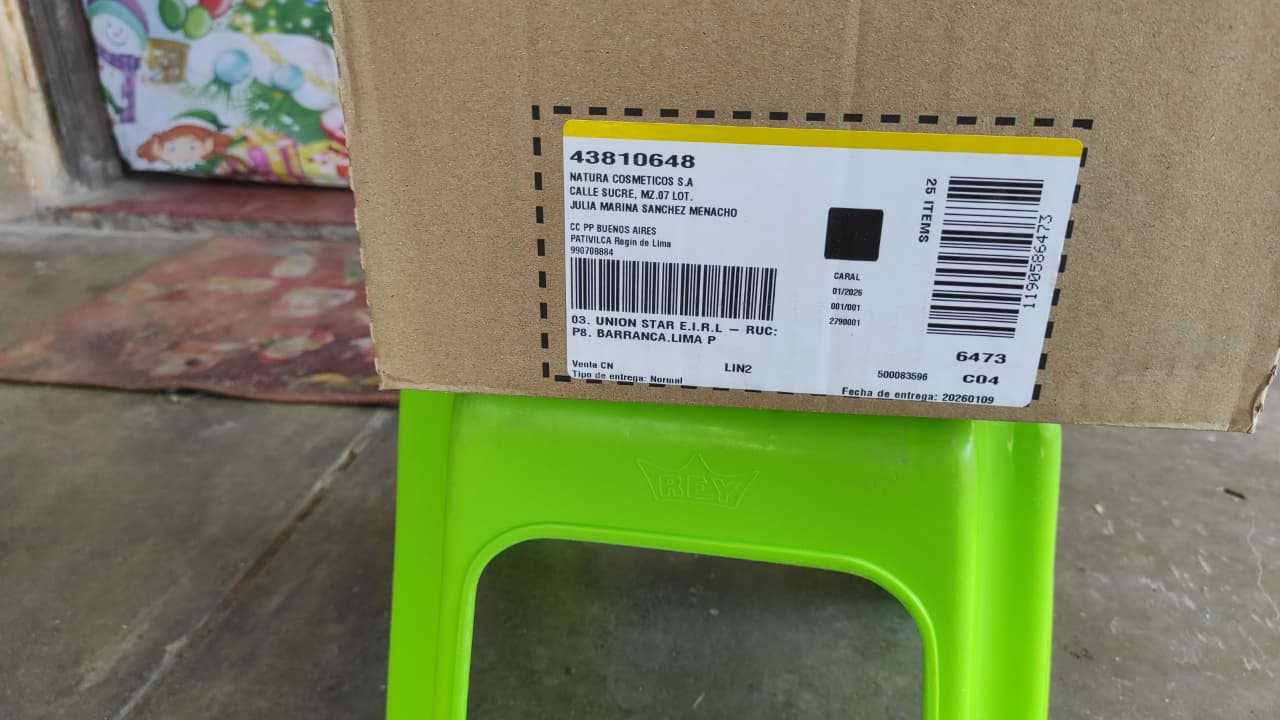 43810648
NATURA COSMETICOS S.A
CALLE SUCRE, MZ.07 LOT.
JULIA MARINA SANCHEZ MENACHO
CC PP BUENOS AIRES
PATIVILCA Regin de Lima
990708884
03. UNION STAR E.I.R.L – RUC:
P8. BARRANCA.LIMA P
Venta CN
LIN2
Tipo de entrega: Normal
CARAL
01/2026
001/001
2790001
25 ITEMS
1190586473
6473
500083596
C04
Fecha de entrega: 20260109
REY